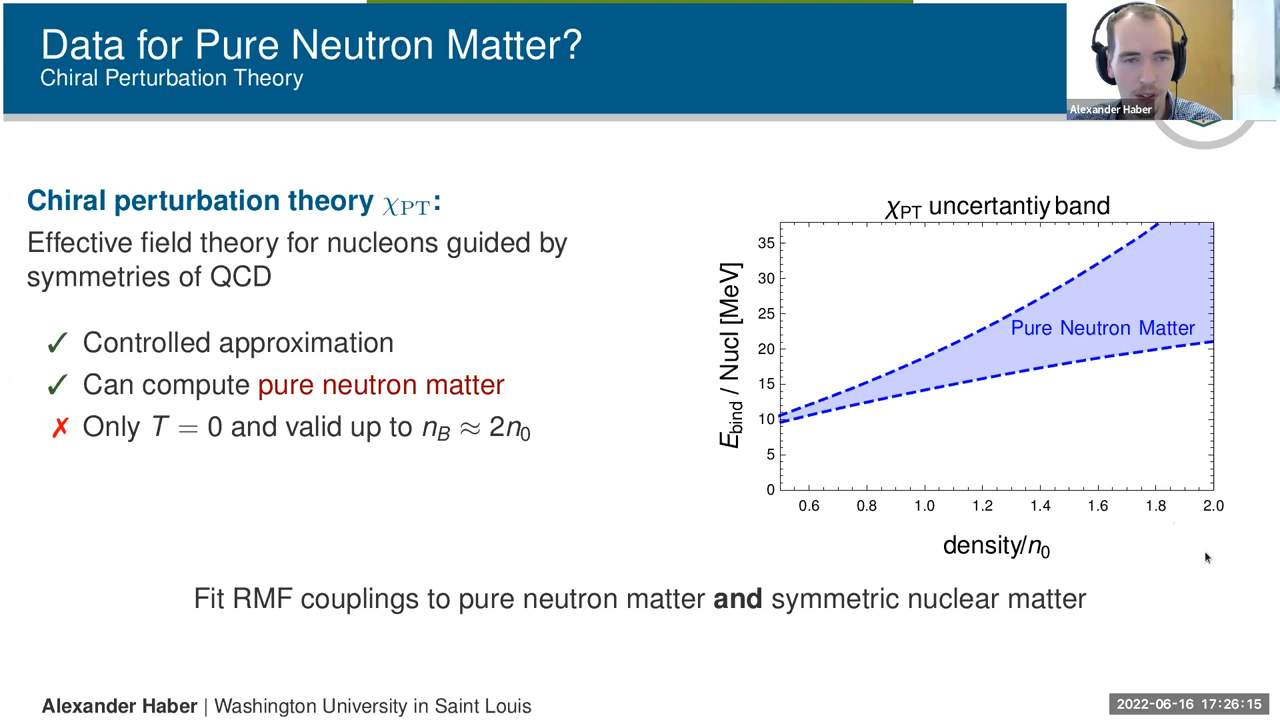 Data for Pure Neutron Matter?
Chiral Perturbation Theory
Alexander Haber
Chiral perturbation theory χPT:
Effective field theory for nucleons guided by
symmetries of QCD
✓ Controlled approximation
✓ Can compute pure neutron matter
✗ Only T = 0 and valid up to nB ≈ 2n0
χPT uncertantiy band
Ebind / Nucl [MeV]
35
30
25
20
15
10
5
0
Pure Neutron Matter
0.6 0.8 1.0 1.2 1.4 1.6 1.8 2.0
density/n0
Fit RMF couplings to pure neutron matter and symmetric nuclear matter
Alexander Haber | Washington University in Saint Louis
2022-06-16 17:26:15